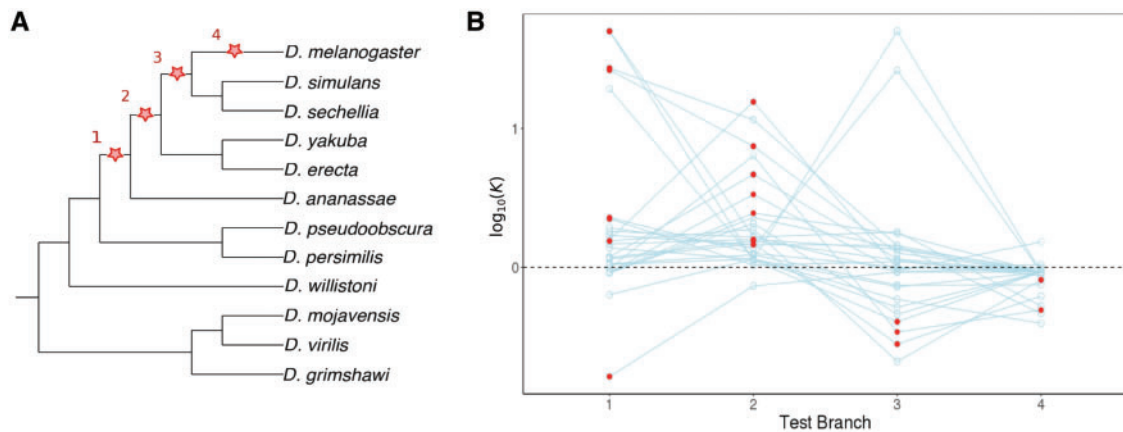 A
4
D. melanogaster
3
D. simulans
2
D. sechellia
1
D. yakuba
D. erecta
D. ananassae
D. pseudoobscura
D. persimilis
D. willistoni
D. mojavensis
D. virilis
D. grimshawi
B
log10(K)
1
0
1 2 3 4
Test Branch